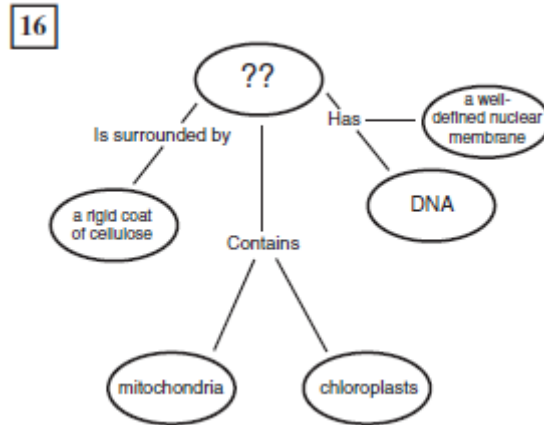 16
??
a well-
defined nuclear
membrane
Has
Is surrounded by
DNA
a rigid coat
of cellulose
Contains
mitochondria
chloroplasts